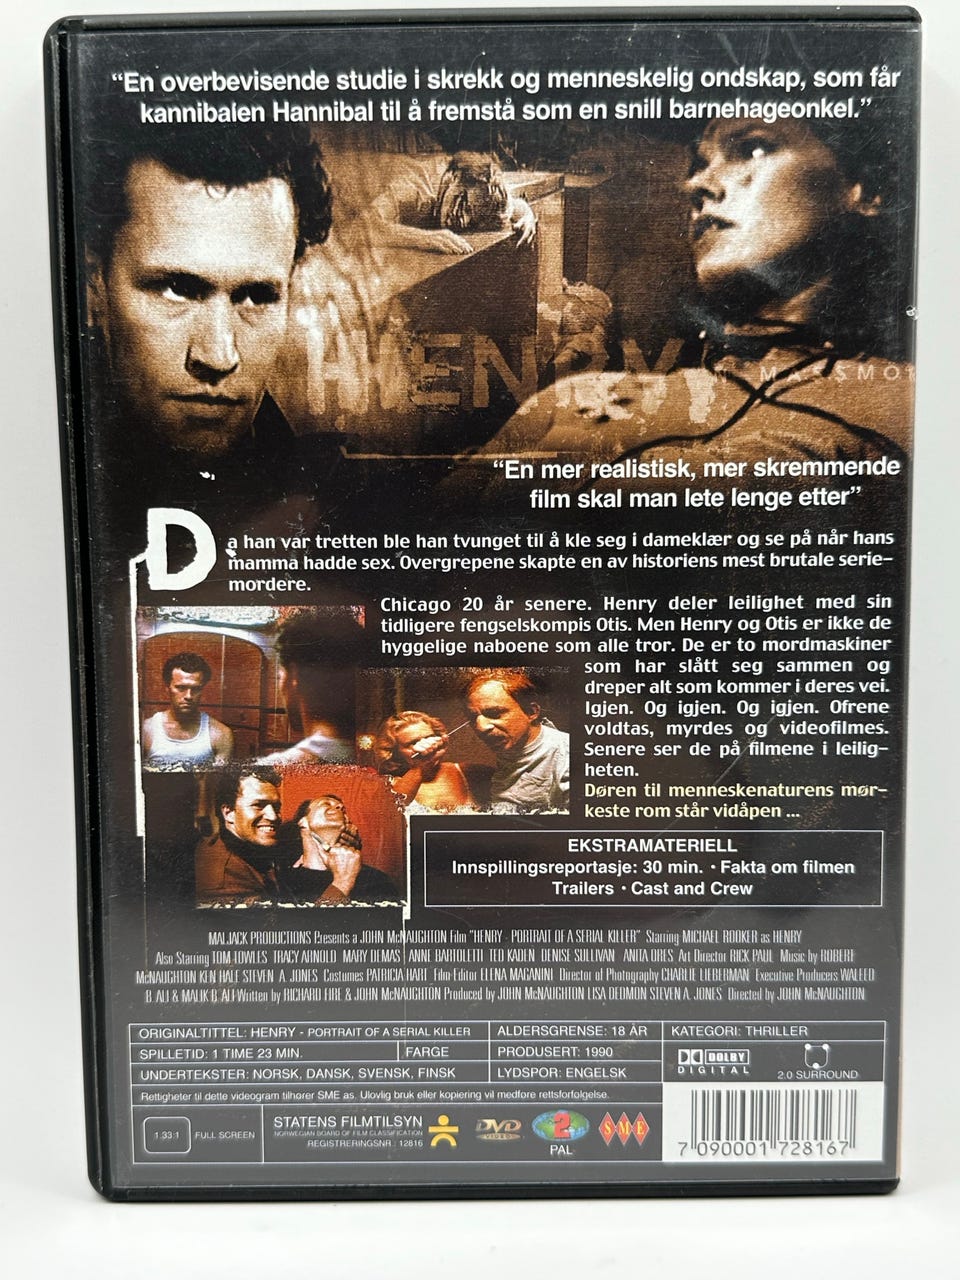 “En overbevisende studie i skrekk og menneskelig ondskap, som får
kannibalen Hannibal til å fremstå som en snill barnehageonkel.”
HENRY
“En mer realistisk, mer skremmende
film skal man lete lenge etter”
Da han var tretten ble han tvunget til å kle seg i dameklær og se på når hans
mamma hadde sex. Overgrepene skapte en av historiens mest brutale serie-
mordere.
Chicago 20 år senere. Henry deler leilighet med sin
tidligere fengselskompis Otis. Men Henry og Otis er ikke de
hyggelige naboene som alle tror. De er to mordmaskiner
som har slått seg sammen og
dreper alt som kommer i deres vei.
Igjen. Og igjen. Og igjen. Ofrene
voldtas, myrdes og videofilmes.
Senere ser de på filmene i leilig-
heten.
Døren til menneskenaturens mør-
keste rom står vidåpen ...
EKSTRAMATERIELL
Innspillingsreportasje: 30 min. • Fakta om filmen
Trailers • Cast and Crew
MALJACK PRODUCTIONS Presents a JOHN McNAUGHTON Film "HENRY - PORTRAIT OF A SERIAL KILLER" Starring MICHAEL ROOKER as HENRY
Also Starring TOM TOWLES TRACY ARNOLD MARY DEMAS ANNE BARTOLETTI TED KADEN DENISE SULLIVAN ANITA ORES Art Director RICK PAUL Music by ROBERT
McNAUGHTON KEN HALE STEVEN A. JONES Costumes PATRICIA HART Film-Editor ELENA MAGANINI Director of Photography CHARLIE LIEBERMAN Executive Producers WALEED
B. ALI & MALIK B. ALI Written by RICHARD FIRE & JOHN McNAUGHTON Produced by JOHN McNAUGHTON LISA DEDMON STEVEN A. JONES Directed by JOHN McNAUGHTON
ORIGINALTITTEL: HENRY - PORTRAIT OF A SERIAL KILLER
ALDERSGRENSE: 18 ÅR
KATEGORI: THRILLER
SPILLETID: 1 TIME 23 MIN.
FARGE
PRODUSERT: 1990
UNDERTEKSTER: NORSK, DANSK, SVENSK, FINSK
LYDSPOR: ENGELSK
DOLBY
DIGITAL
2.0 SURROUND
Rettigheter til dette videogram tilhører SME as. Ulovlig bruk eller kopiering vil medføre rettsforfølgelse.
1.33:1
FULL SCREEN
STATENS FILMTILSYN
NORWEGIAN BOARD OF FILM CLASSIFICATION
REGISTRERINGSNR : 12816
DVD
VIDEO
2
PAL
SME
7 090001 728167